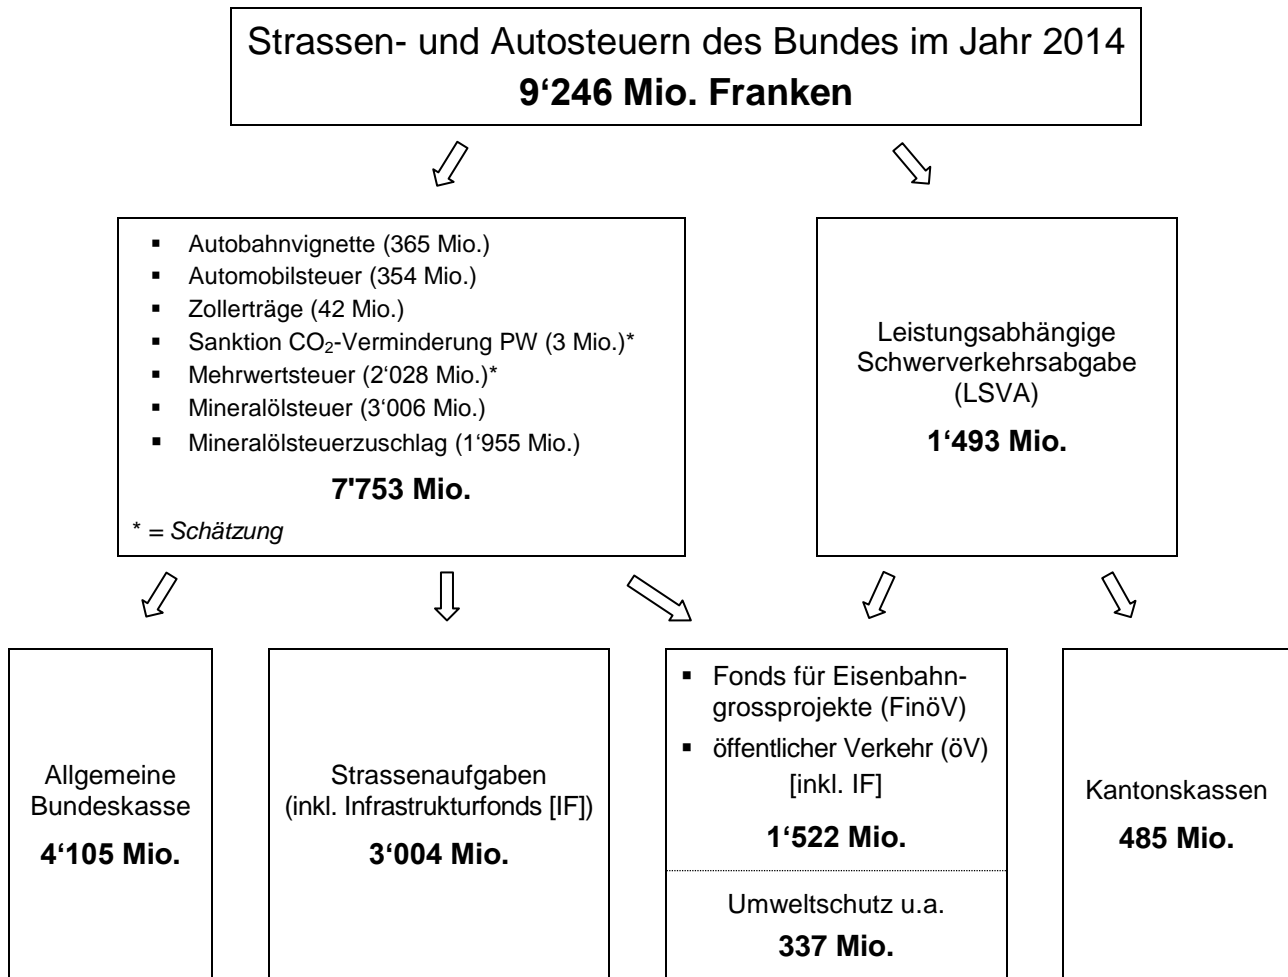 Strassen- und Autosteuern des Bundes im Jahr 2014
9‘246 Mio. Franken
▪ Autobahnvignette (365 Mio.)
▪ Automobilsteuer (354 Mio.)
▪ Zollerträge (42 Mio.)
▪ Sanktion CO₂-Verminderung PW (3 Mio.)*
▪ Mehrwertsteuer (2‘028 Mio.)*
▪ Mineralölsteuer (3‘006 Mio.)
▪ Mineralölsteuerzuschlag (1‘955 Mio.)
7'753 Mio.
* = Schätzung
Leistungsabhängige
Schwerverkehrsabgabe
(LSVA)
1‘493 Mio.
Allgemeine
Bundeskasse
4‘105 Mio.
Strassenaufgaben
(inkl. Infrastrukturfonds [IF])
3‘004 Mio.
▪ Fonds für Eisenbahn-
grossprojekte (FinöV)
▪ öffentlicher Verkehr (öV)
[inkl. IF]
1‘522 Mio.
Umweltschutz u.a.
337 Mio.
Kantonskassen
485 Mio.